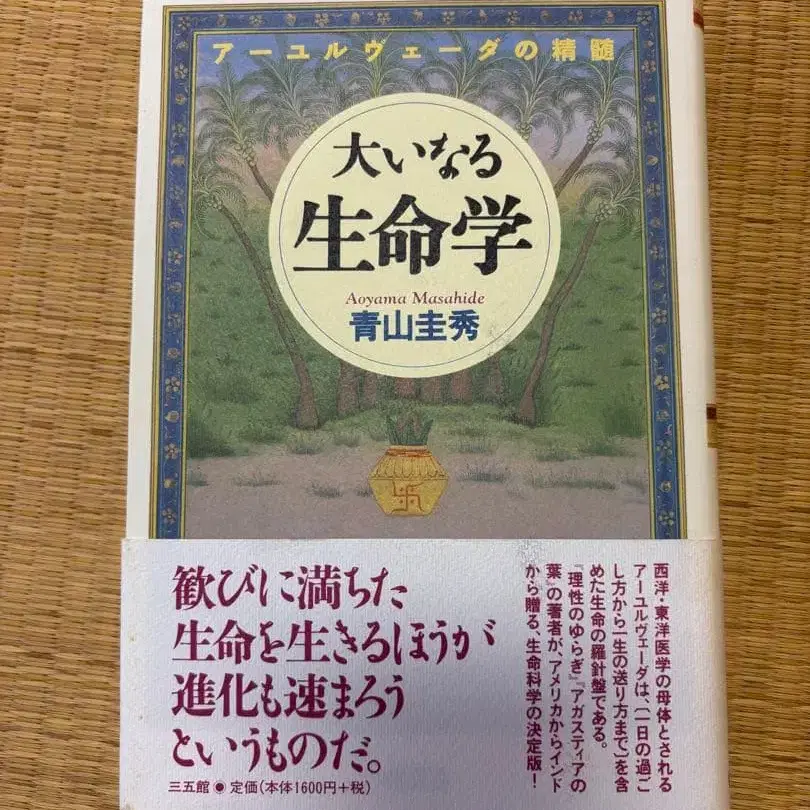 アーユルヴェーダの精髄
大いなる
生命学
Aoyama Masahide
青山圭秀
歓びに満ちた
生命を生きるほうが
進化も速まろう
というものだ。
三五館●定価(本体1600円+税)
西洋・東洋医学の母体とされる
アーユルヴェーダは、(一日の過ご
し方から一生の送り方まで)を含
めた生命の羅針盤である。
『理性のゆらぎ』『アガスティアの
葉』の著者が、アメリカからインド
から贈る、生命科学の決定版!